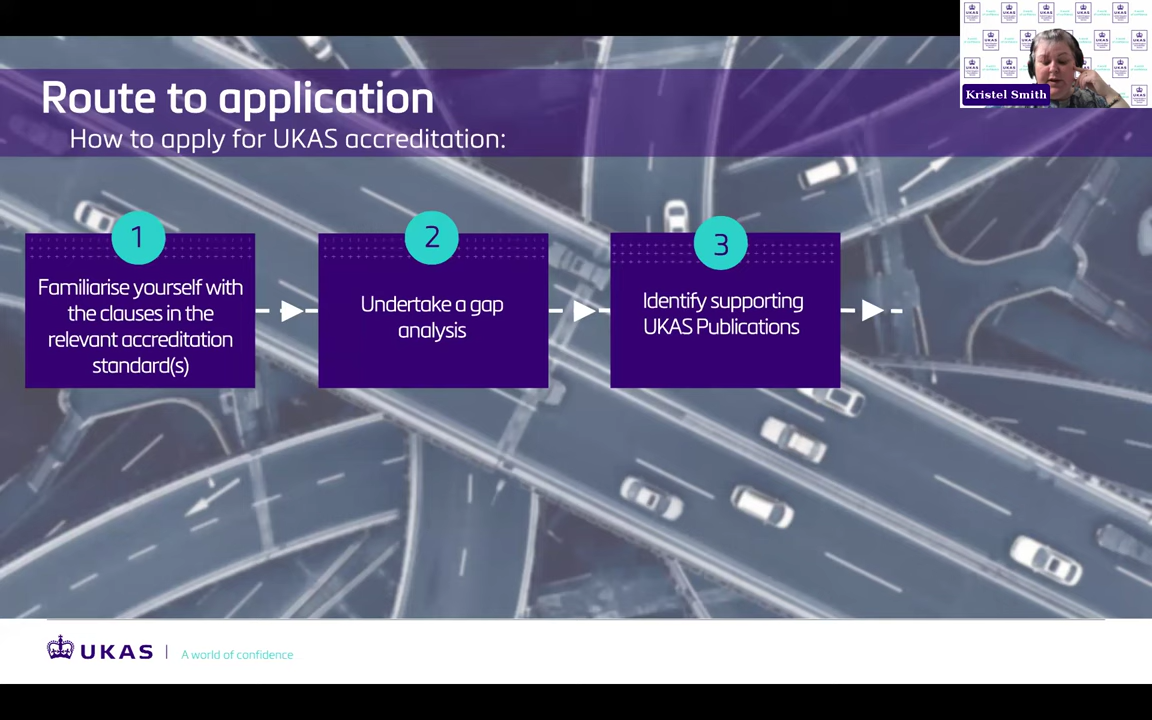 Route to application
How to apply for UKAS accreditation:
Kristel Smith
1
Familiarise yourself with
the clauses in the
relevant accreditation
standard(s)
2
Undertake a gap
analysis
3
Identify supporting
UKAS Publications
UKAS
A world of confidence